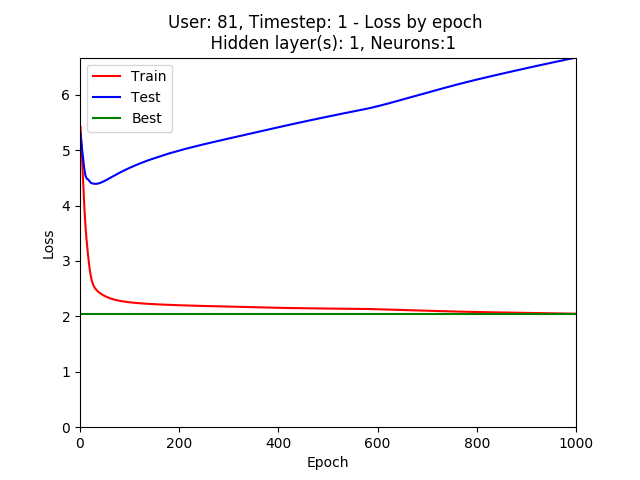 User: 81, Timestep: 1 - Loss by epoch
Hidden layer(s): 1, Neurons:1
Train
Test
Best
6
5
4
3
2
1
0
Loss
0 200 400 600 800 1000
Epoch